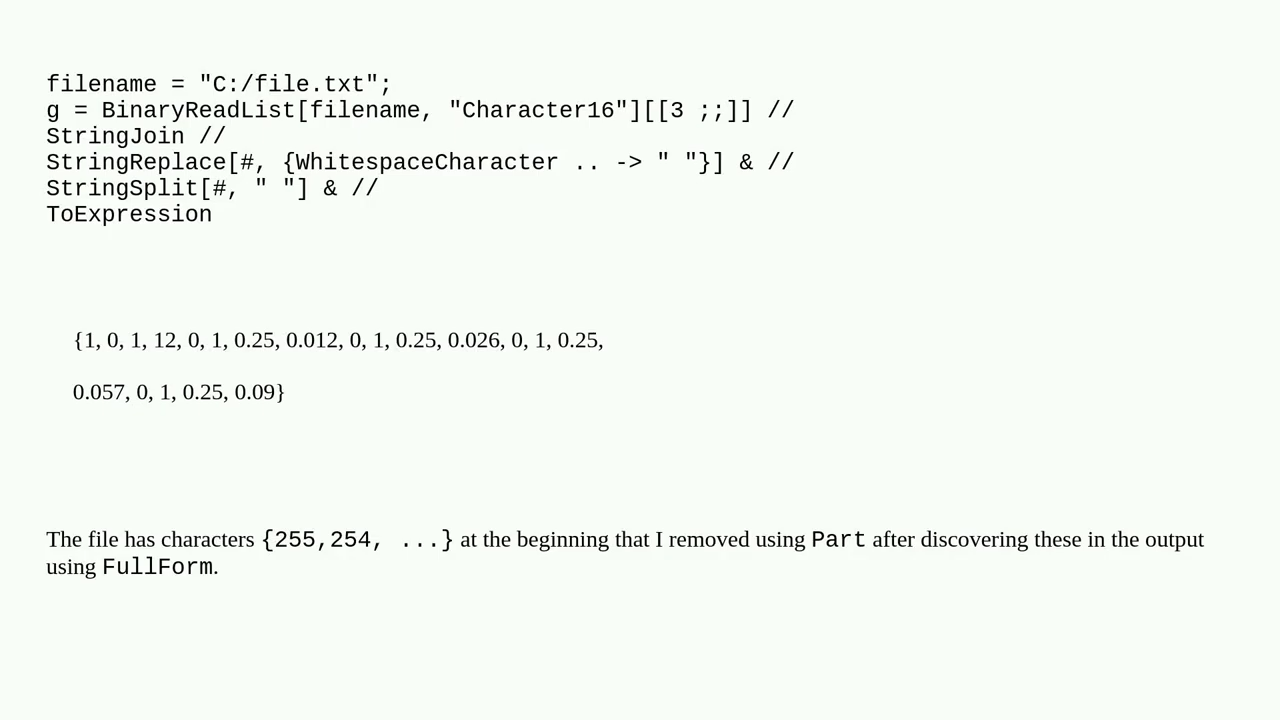 filename = "C:/file.txt";
g = BinaryReadList[filename, "Character16"][[3 ;;]] //
StringJoin //
StringReplace[#, {WhitespaceCharacter .. -> " "}] & //
StringSplit[#, " "] & //
ToExpression
{1, 0, 1, 12, 0, 1, 0.25, 0.012, 0, 1, 0.25, 0.026, 0, 1, 0.25,
0.057, 0, 1, 0.25, 0.09}
The file has characters {255,254, ...} at the beginning that I removed using Part after discovering these in the output
using FullForm.